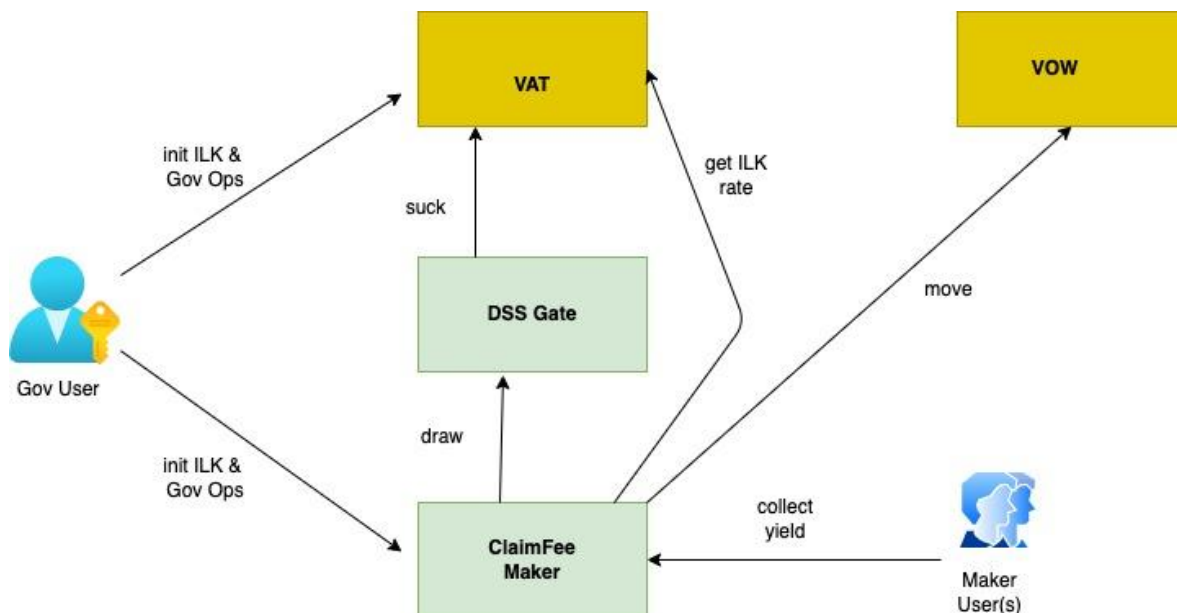 VAT
VOW
init ILK &
Gov Ops
get ILK
rate
suck
DSS Gate
move
Gov User
draw
init ILK &
Gov Ops
collect
yield
ClaimFee
Maker
Maker
User(s)